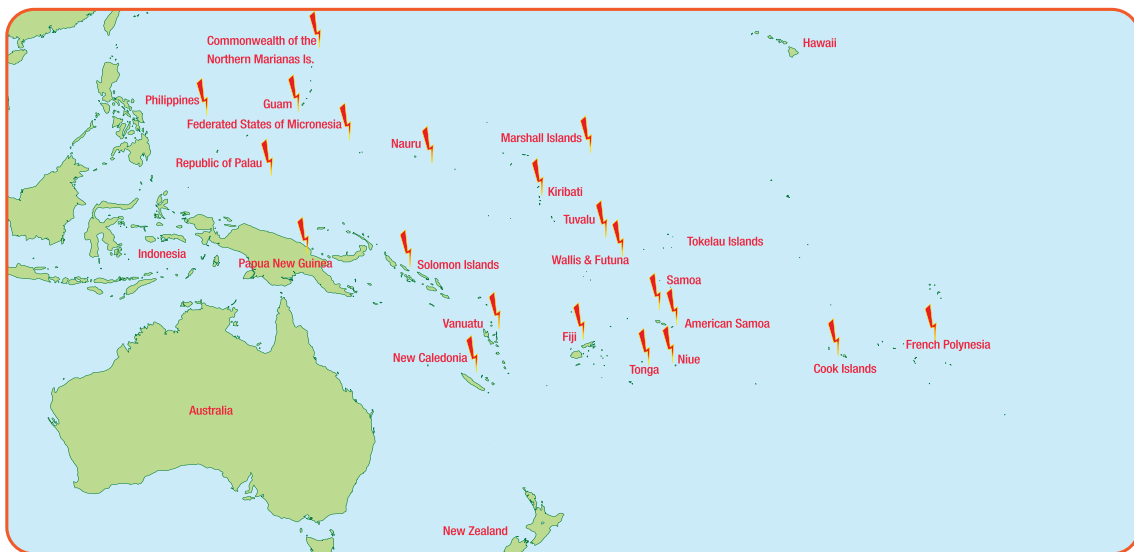 Commonwealth of the
Northern Marianas Is.
Hawaii
Philippines
Guam
Federated States of Micronesia
Nauru
Marshall Islands
Republic of Palau
Kiribati
Tuvalu
Tokelau Islands
Indonesia
Papua New Guinea
Solomon Islands
Wallis & Futuna
Samoa
Vanuatu
American Samoa
Fiji
French Polynesia
New Caledonia
Niue
Tonga
Cook Islands
Australia
New Zealand